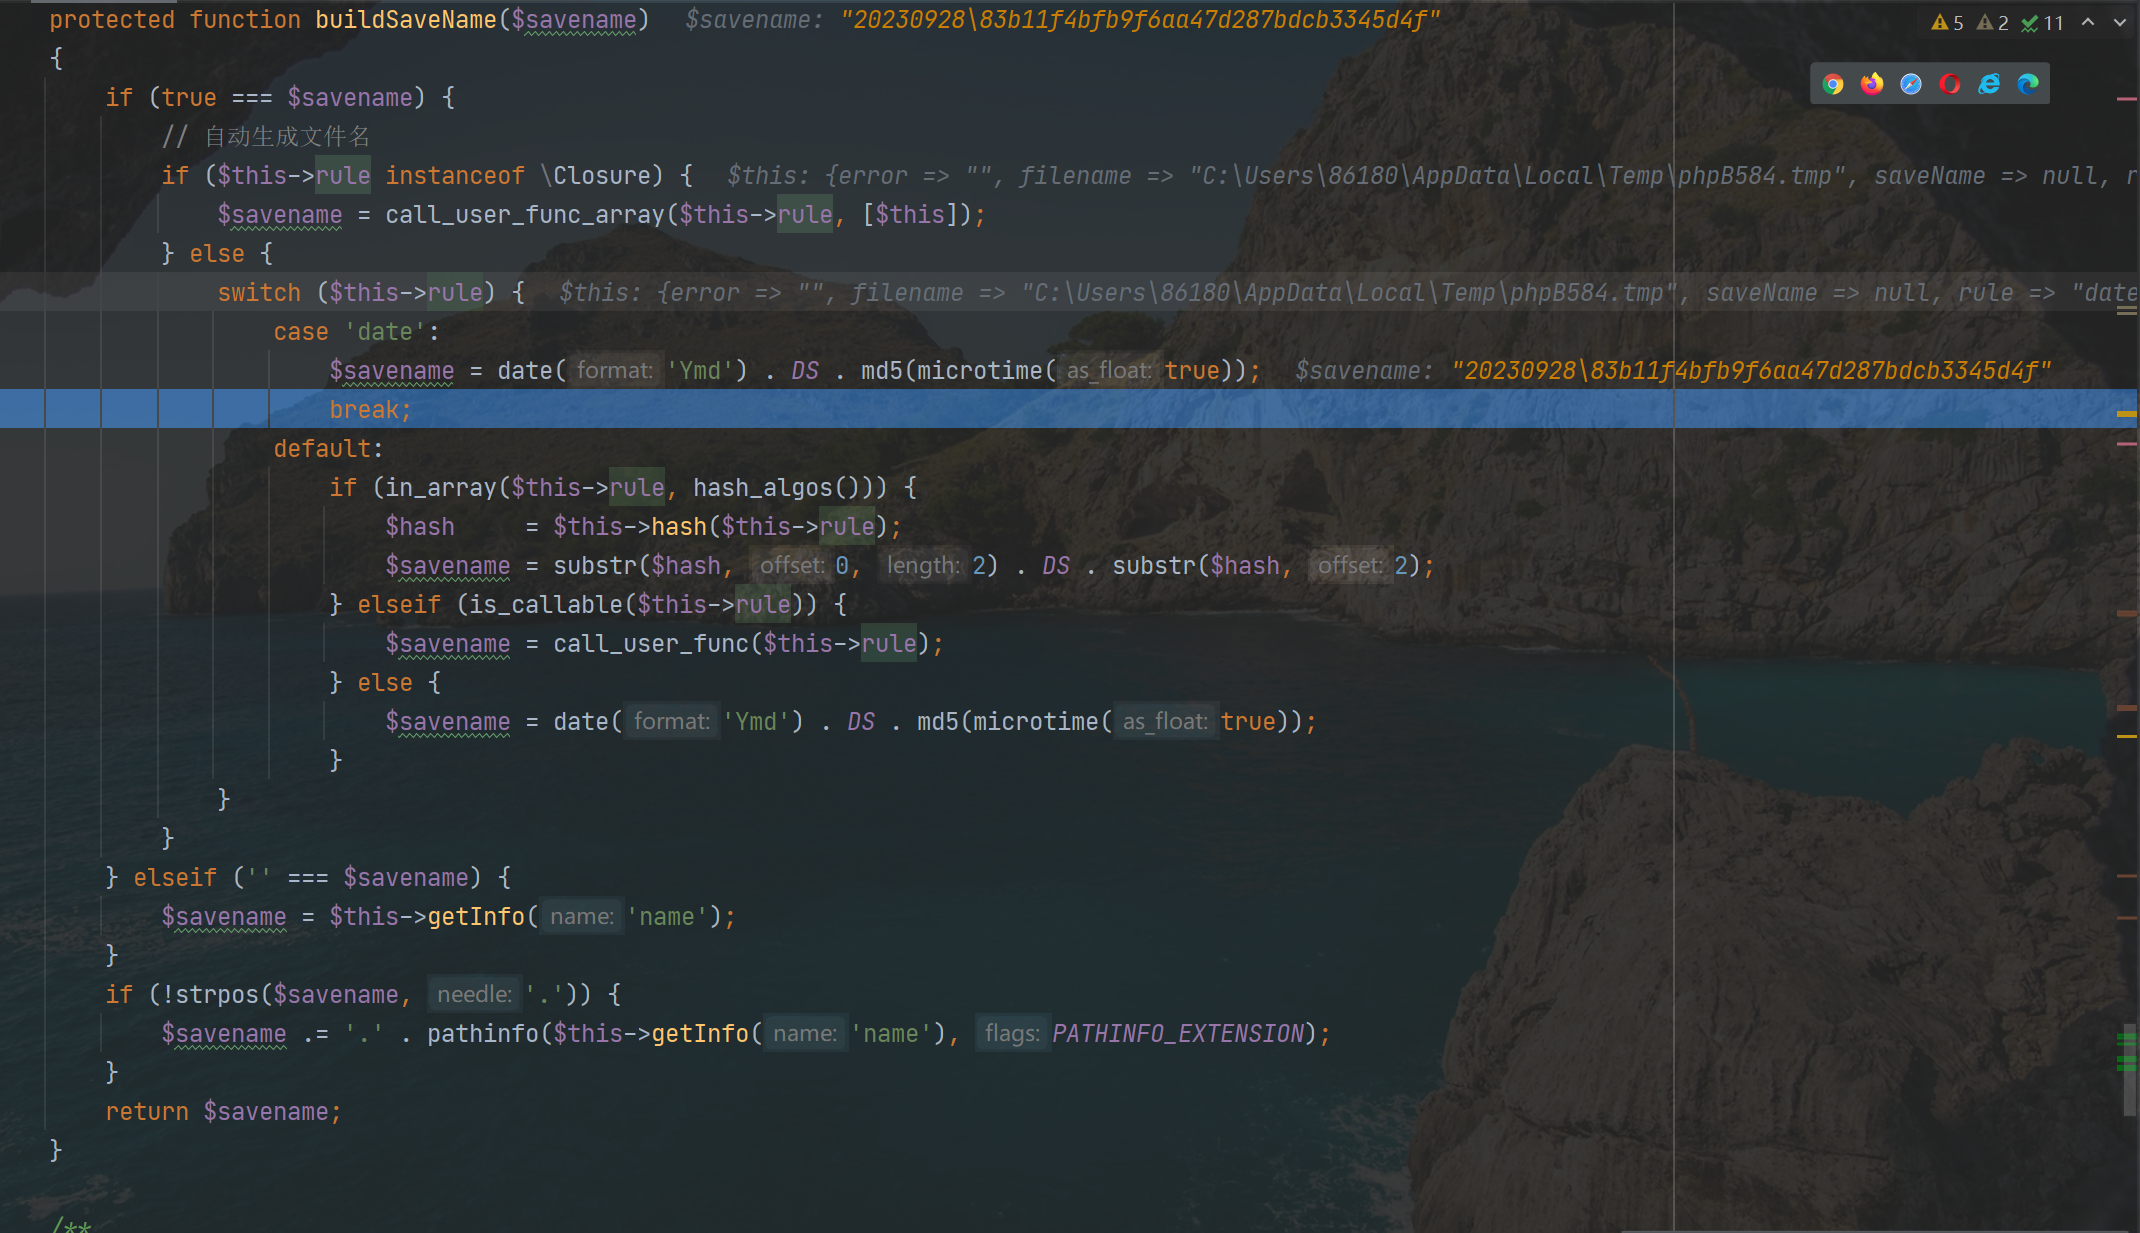 protected function buildSaveName($savename)   $savename: "20230928\83b11f4bfb9f6aa47d287bdcb3345d4f"
5 2 11
{
    if (true === $savename) {
        // 自动生成文件名
        if ($this->rule instanceof \Closure) {   $this: {error => "", filename => "C:\Users\86180\AppData\Local\Temp\phpB584.tmp", saveName => null, r
            $savename = call_user_func_array($this->rule, [$this]);
        } else {
            switch ($this->rule) {   $this: {error => "", filename => "C:\Users\86180\AppData\Local\Temp\phpB584.tmp", saveName => null, rule => "date
                case 'date':
                    $savename = date( format: 'Ymd') . DS . md5(microtime( as_float: true));   $savename: "20230928\83b11f4bfb9f6aa47d287bdcb3345d4f"
                    break;
                default:
                    if (in_array($this->rule, hash_algos())) {
                        $hash     = $this->hash($this->rule);
                        $savename = substr($hash, offset: 0, length: 2) . DS . substr($hash, offset: 2);
                    } elseif (is_callable($this->rule)) {
                        $savename = call_user_func($this->rule);
                    } else {
                        $savename = date( format: 'Ymd') . DS . md5(microtime( as_float: true));
                    }
            }
        }
    } elseif ('' === $savename) {
        $savename = $this->getInfo( name: 'name');
    }
    if (!strpos($savename, needle: '.')) {
        $savename .= '.' . pathinfo($this->getInfo( name: 'name'), flags: PATHINFO_EXTENSION);
    }
    return $savename;
}
/**